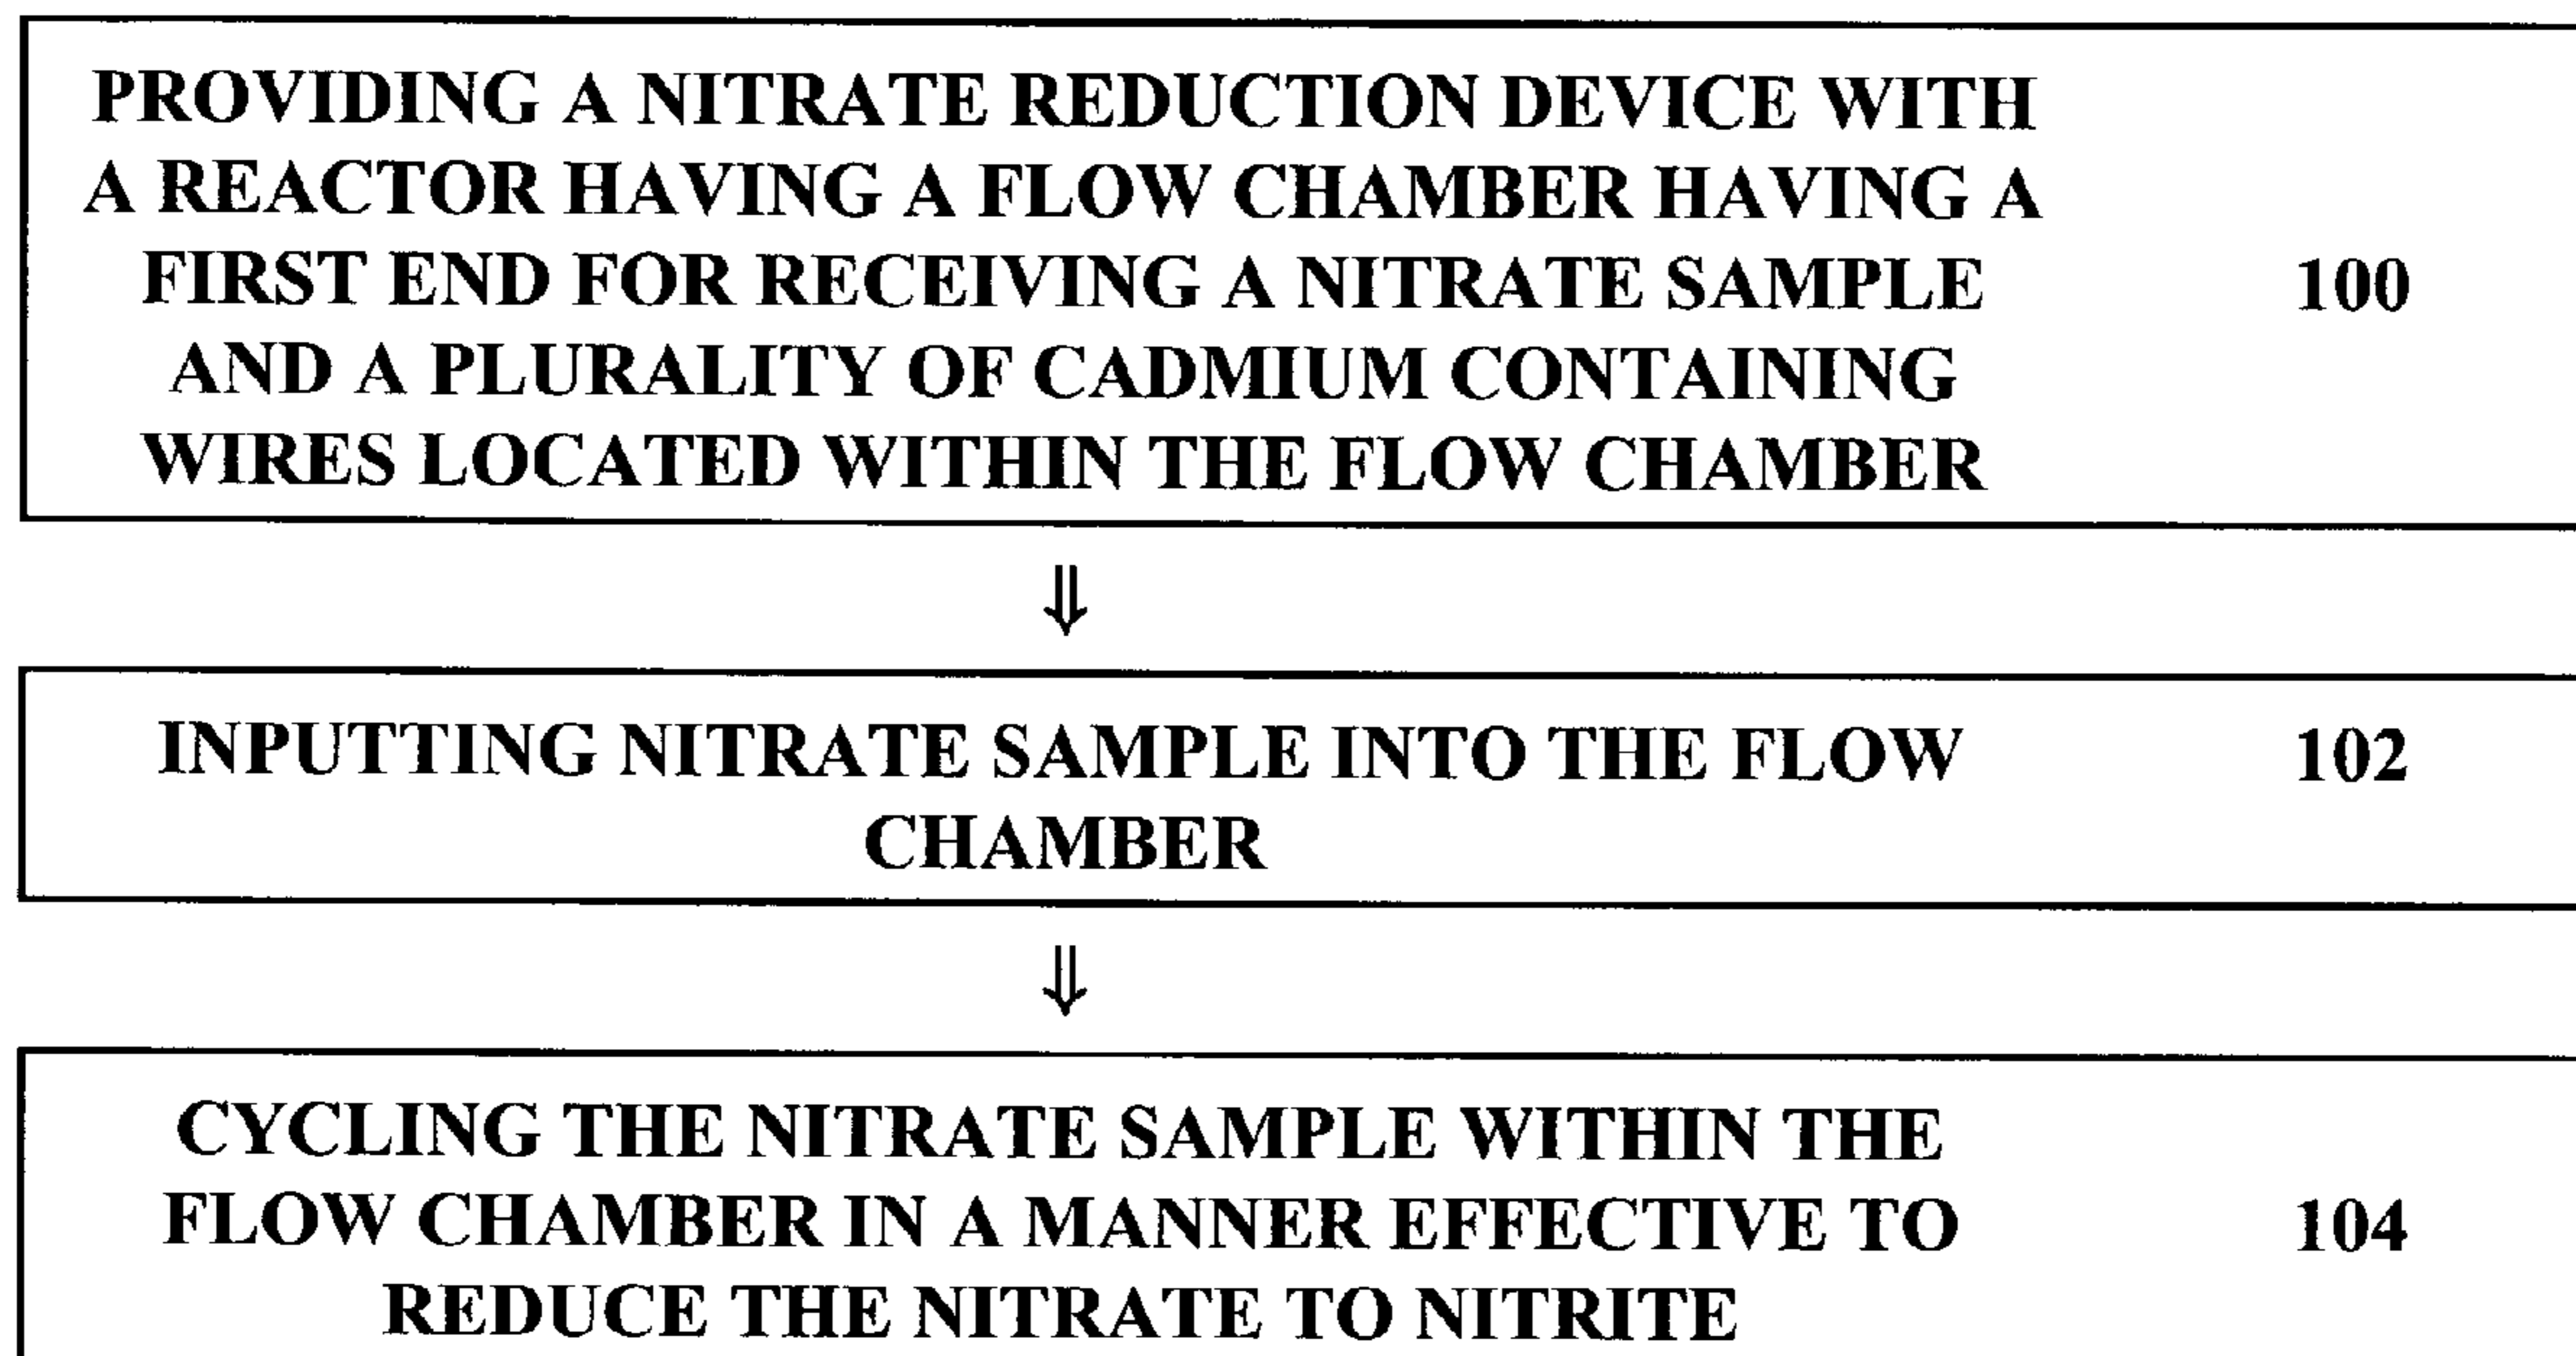 PROVIDING A NITRATE REDUCTION DEVICE WITH
A REACTOR HAVING A FLOW CHAMBER HAVING A
FIRST END FOR RECEIVING A NITRATE SAMPLE 100
AND A PLURALITY OF CADMIUM CONTAINING
WIRES LOCATED WITHIN THE FLOW CHAMBER
⇓
INPUTTING NITRATE SAMPLE INTO THE FLOW 102
CHAMBER
⇓
CYCLING THE NITRATE SAMPLE WITHIN THE
FLOW CHAMBER IN A MANNER EFFECTIVE TO 104
REDUCE THE NITRATE TO NITRITE